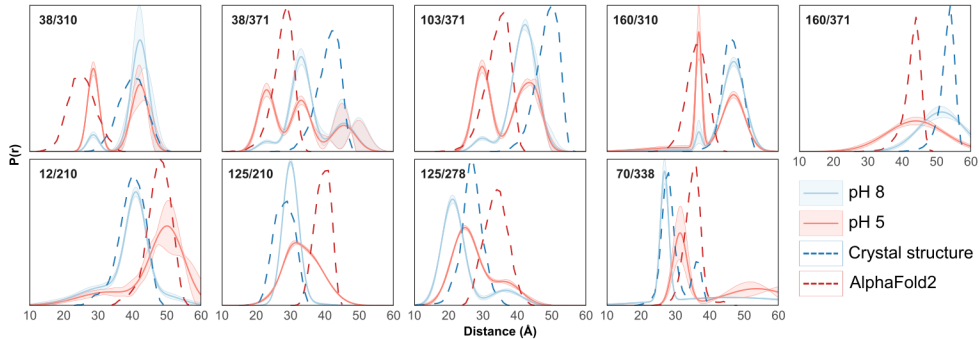 38/310
38/371
103/371
160/310
160/371
10 20 30 40 50 60
P(r)
12/210
125/210
125/278
70/338
pH 8
pH 5
Crystal structure
AlphaFold2
10 20 30 40 50 60
10 20 30 40 50 60
10 20 30 40 50 60
10 20 30 40 50 60
Distance (Å)